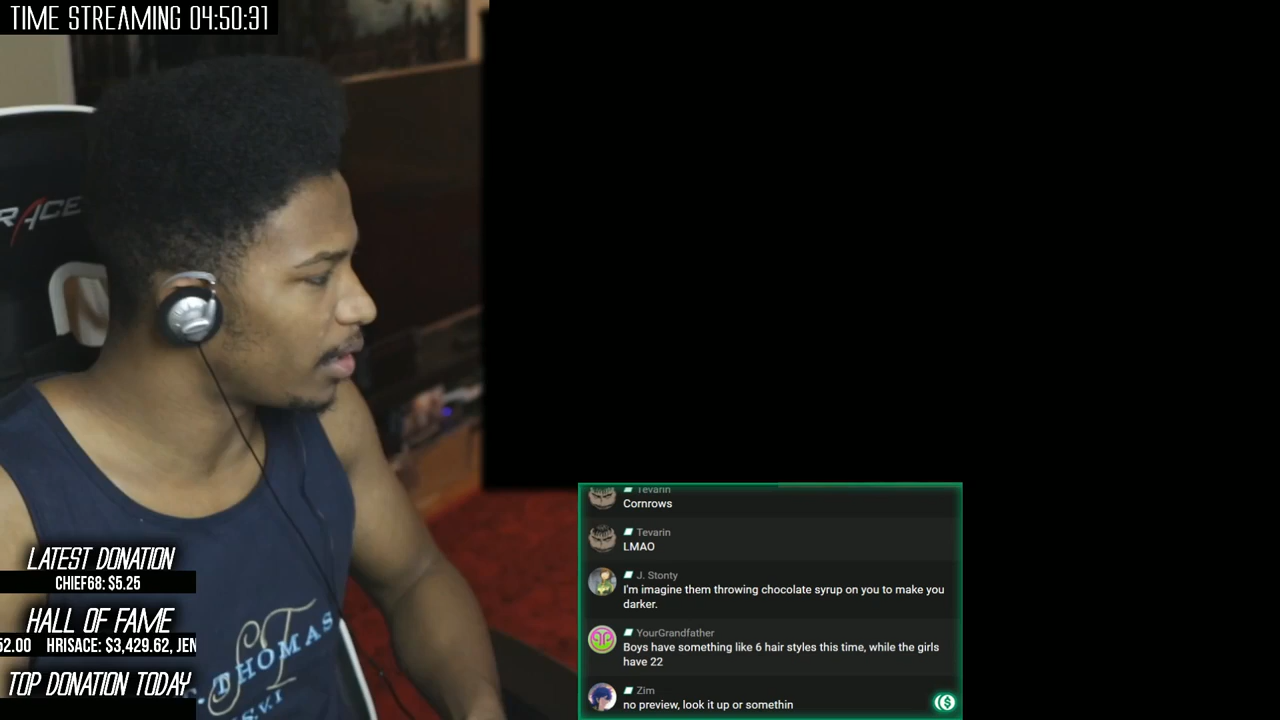 TIME STREAMING 04:50:31
RACE
LATEST DONATION
CHIEF68: $5.25
HALL OF FAME
52.00 HRISACE: $3,429.62, JEN
TOP DONATION TODAY
ST
THOMAS
U.S.V.I
Tevarin
Cornrows
Tevarin
LMAO
J. Stonty
I'm imagine them throwing chocolate syrup on you to make you
darker.
YourGrandfather
Boys have something like 6 hair styles this time, while the girls
have 22
Zim
no preview, look it up or somethin